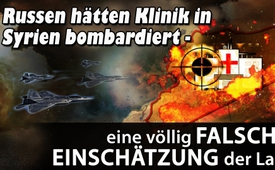 Russen hätten Klinik in
Syrien bombardiert -
eine völlig FALSCH
EINSCHÄTZUNG der La